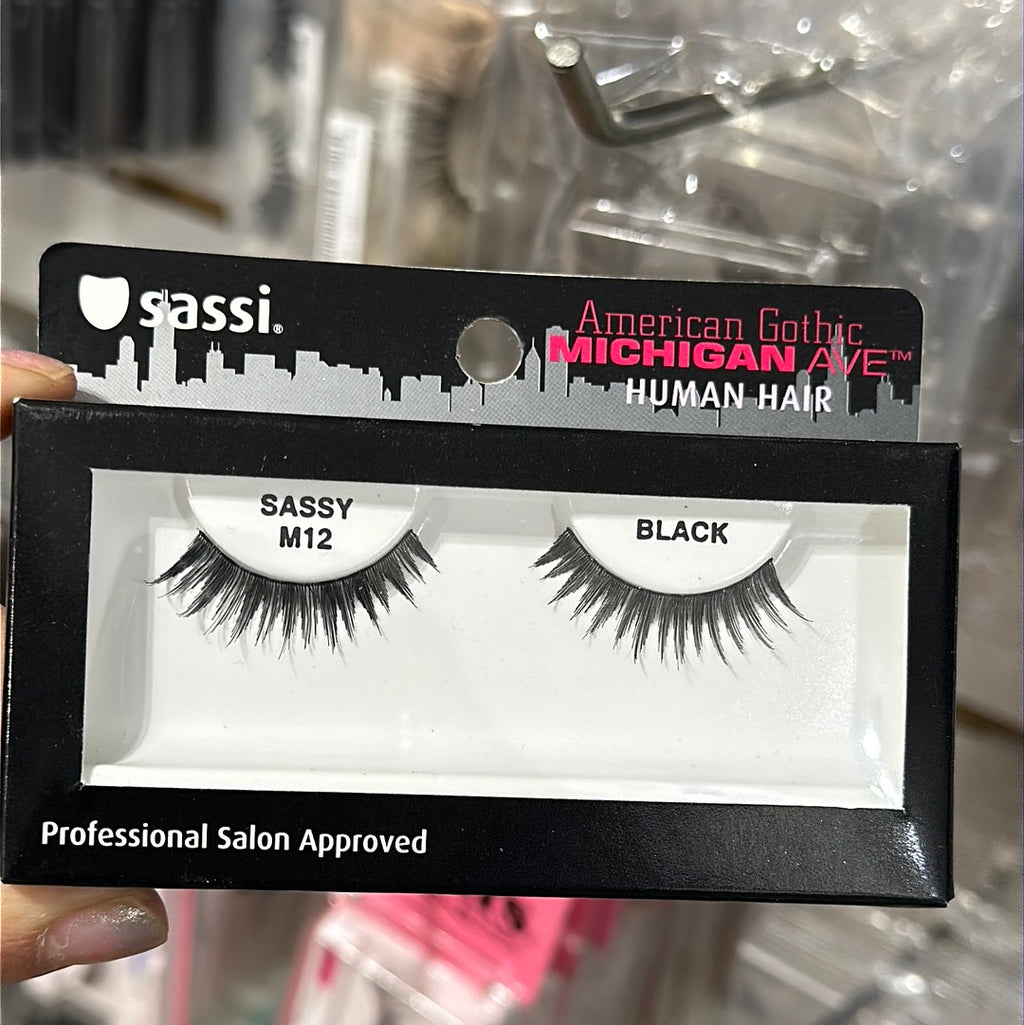 sassi®
American Gothic
MICHIGAN AVE™
HUMAN HAIR
SASSY
M12
BLACK
Professional Salon Approved